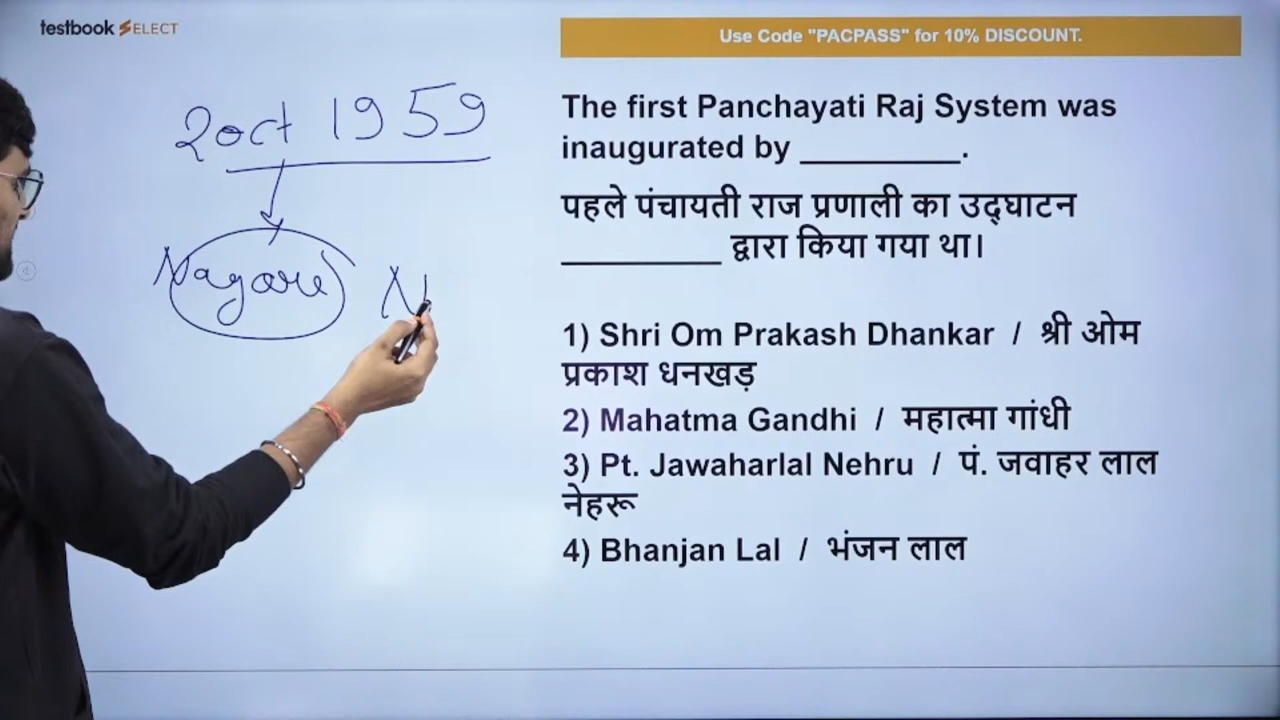 testbook SELECT
Use Code "PACPASS" for 10% DISCOUNT.
2 oct 1959
Nagaur
N
The first Panchayati Raj System was
inaugurated by _________.
पहले पंचायती राज प्रणाली का उद्घाटन
_________ द्वारा किया गया था।
1) Shri Om Prakash Dhankar / श्री ओम
प्रकाश धनखड़
2) Mahatma Gandhi / महात्मा गांधी
3) Pt. Jawaharlal Nehru / पं. जवाहर लाल
नेहरू
4) Bhanjan Lal / भंजन लाल